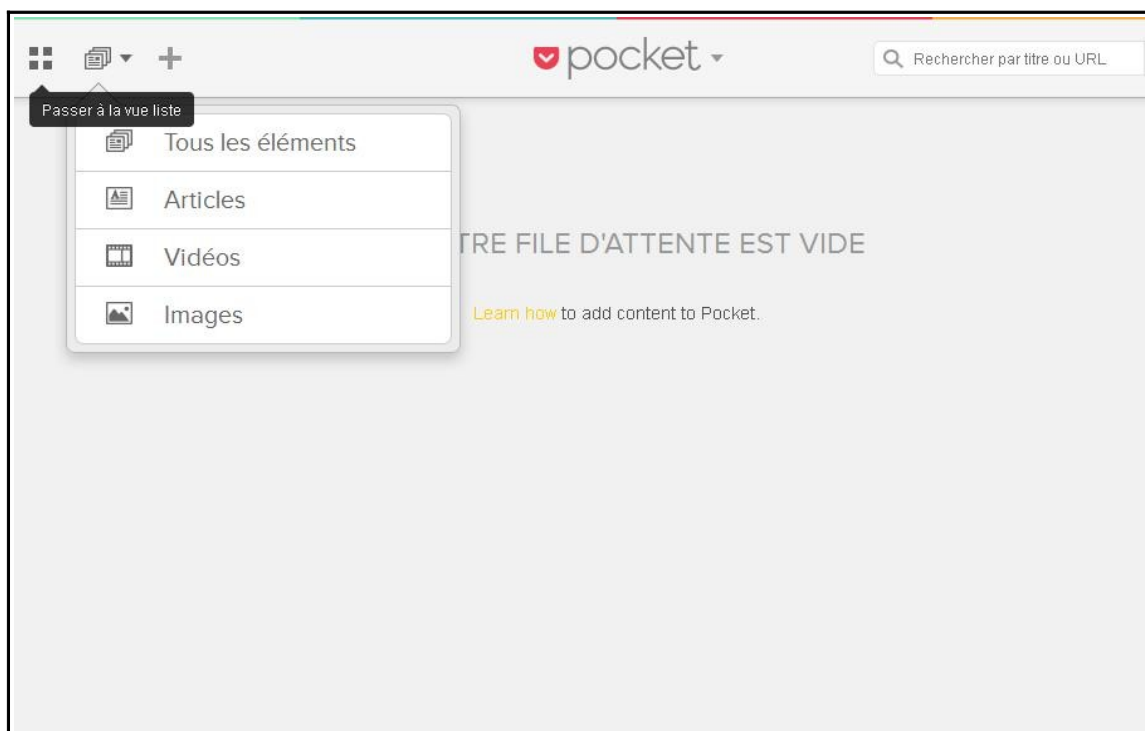 pocket
Rechercher par titre ou URL
Passer à la vue liste
Tous les éléments
Articles
Vidéos
Images
FILE D'ATTENTE EST VIDE
Learn how to add content to Pocket.